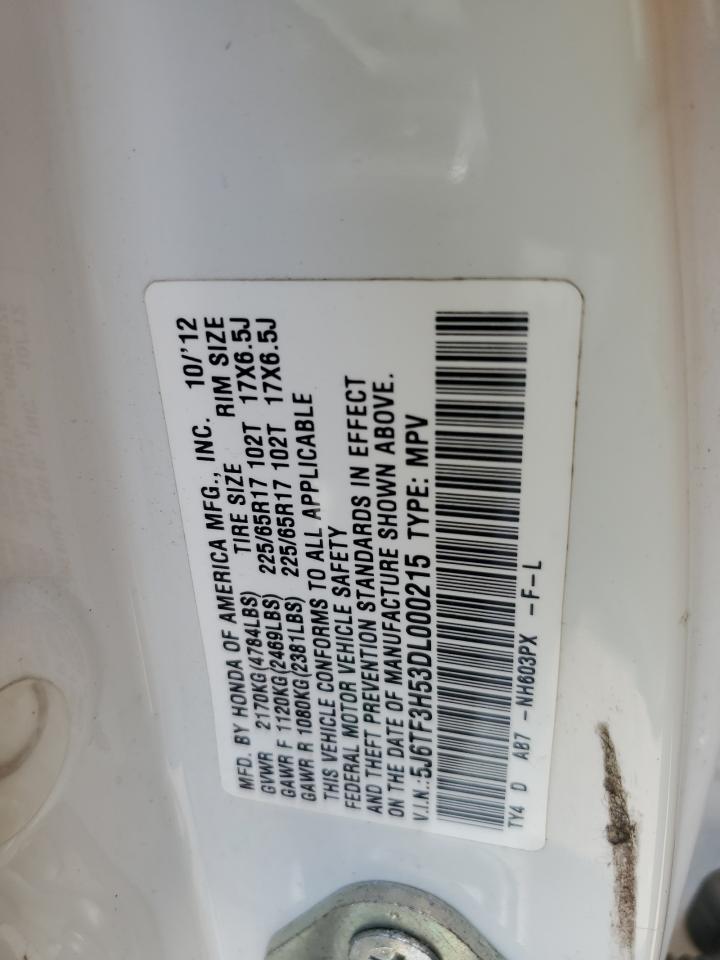 MFD. BY HONDA OF AMERICA MFG., INC. 10/'12
GVWR 2170KG(4784LBS) TIRE SIZE RIM SIZE
GAWR F 1120KG(2469LBS) 225/65R17 102T 17X6.5J
GAWR R 1080KG(2381LBS) 225/65R17 102T 17X6.5J
THIS VEHICLE CONFORMS TO ALL APPLICABLE
FEDERAL MOTOR VEHICLE SAFETY
AND THEFT PREVENTION STANDARDS IN EFFECT
ON THE DATE OF MANUFACTURE SHOWN ABOVE.
V.I.N.:5J6TF3H53DL000215 TYPE: MPV
TY4 D AB7 -NH603PX -F-L